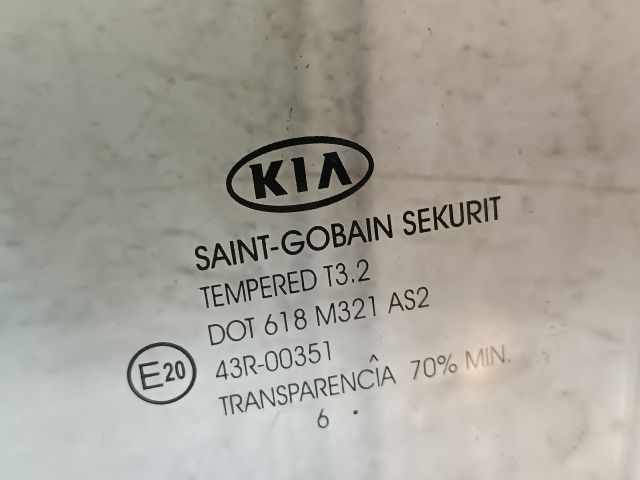 KIA
SAINT-GOBAIN SEKURIT
TEMPERED T3.2
DOT 618 M321 AS2
E20 43R-00351
TRANSPARENCÎA 70% MIN.
6 .